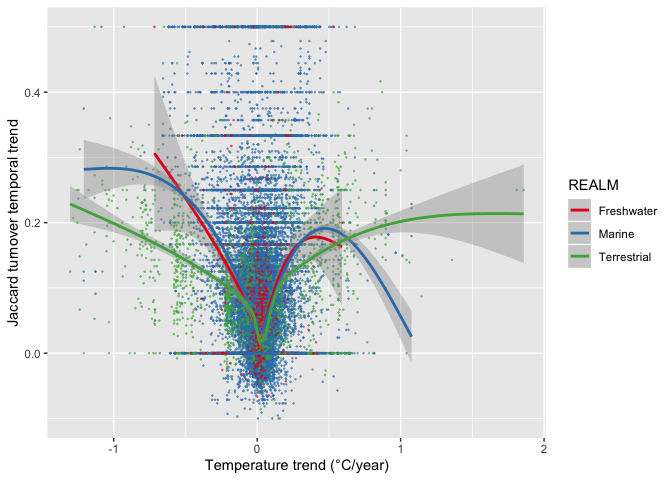 Jaccard turnover temporal trend
0.4
0.2
0.0
-1
0
1
2
Temperature trend (°C/year)
REALM
Freshwater
Marine
Terrestrial